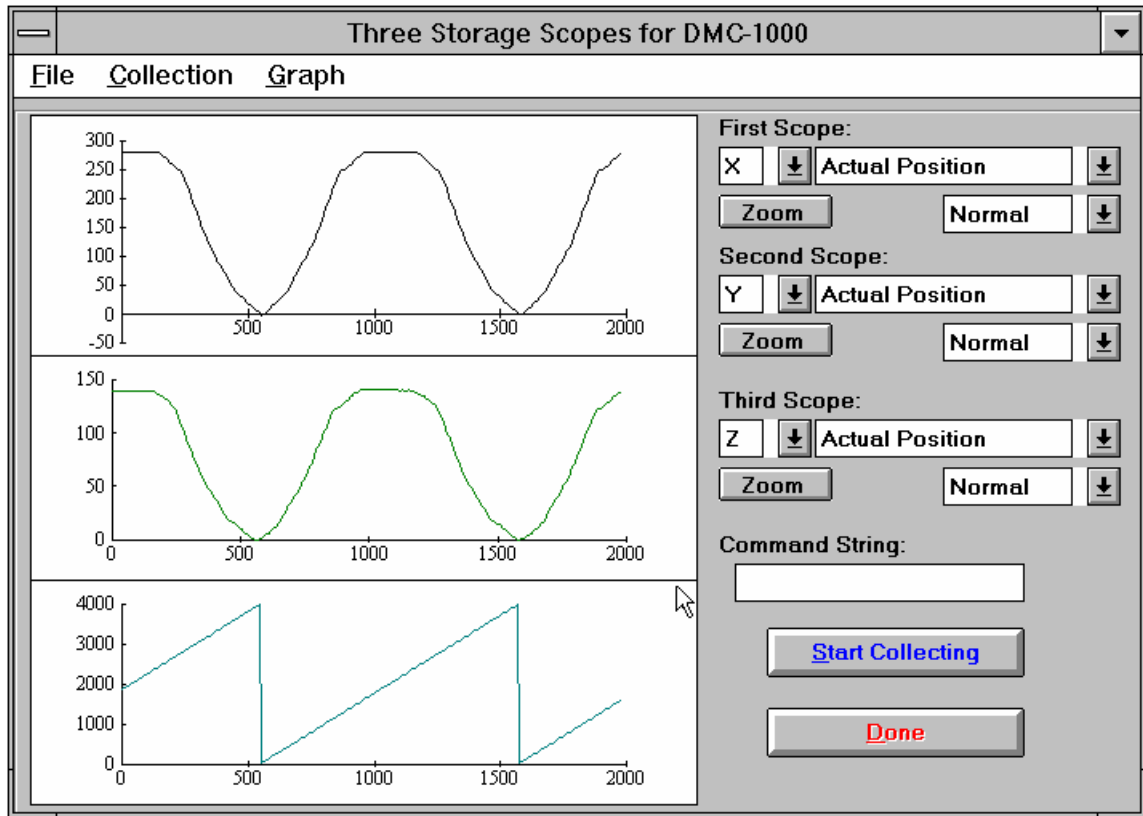 Three Storage Scopes for DMC-1000
File Collection Graph
300
250
200
150
100
50
0
-50
500 1000 1500 2000
150
100
50
0
0 500 1000 1500 2000
4000
3000
2000
1000
0
0 500 1000 1500 2000
First Scope:
X Actual Position
Zoom Normal
Second Scope:
Y Actual Position
Zoom Normal
Third Scope:
Z Actual Position
Zoom Normal
Command String:
Start Collecting
Done